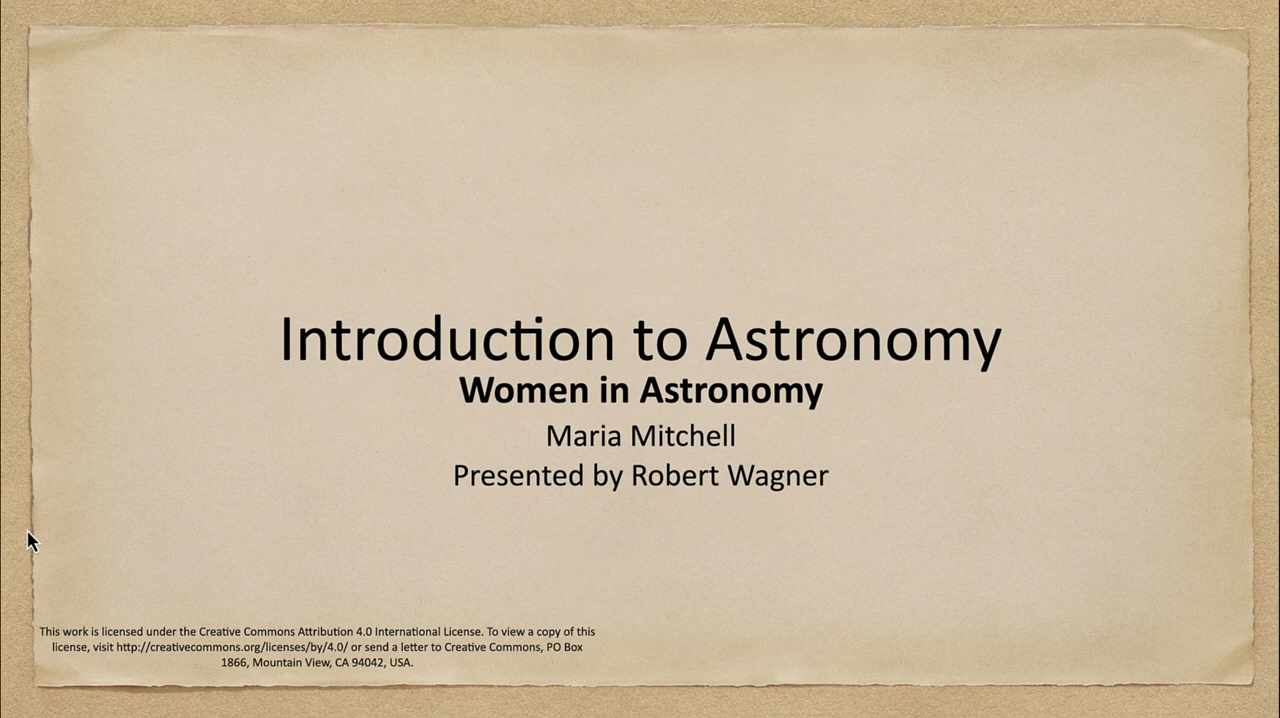 Introduction to Astronomy
Women in Astronomy
Maria Mitchell
Presented by Robert Wagner
This work is licensed under the Creative Commons Attribution 4.0 International License. To view a copy of this
license, visit http://creativecommons.org/licenses/by/4.0/ or send a letter to Creative Commons, PO Box
1866, Mountain View, CA 94042, USA.